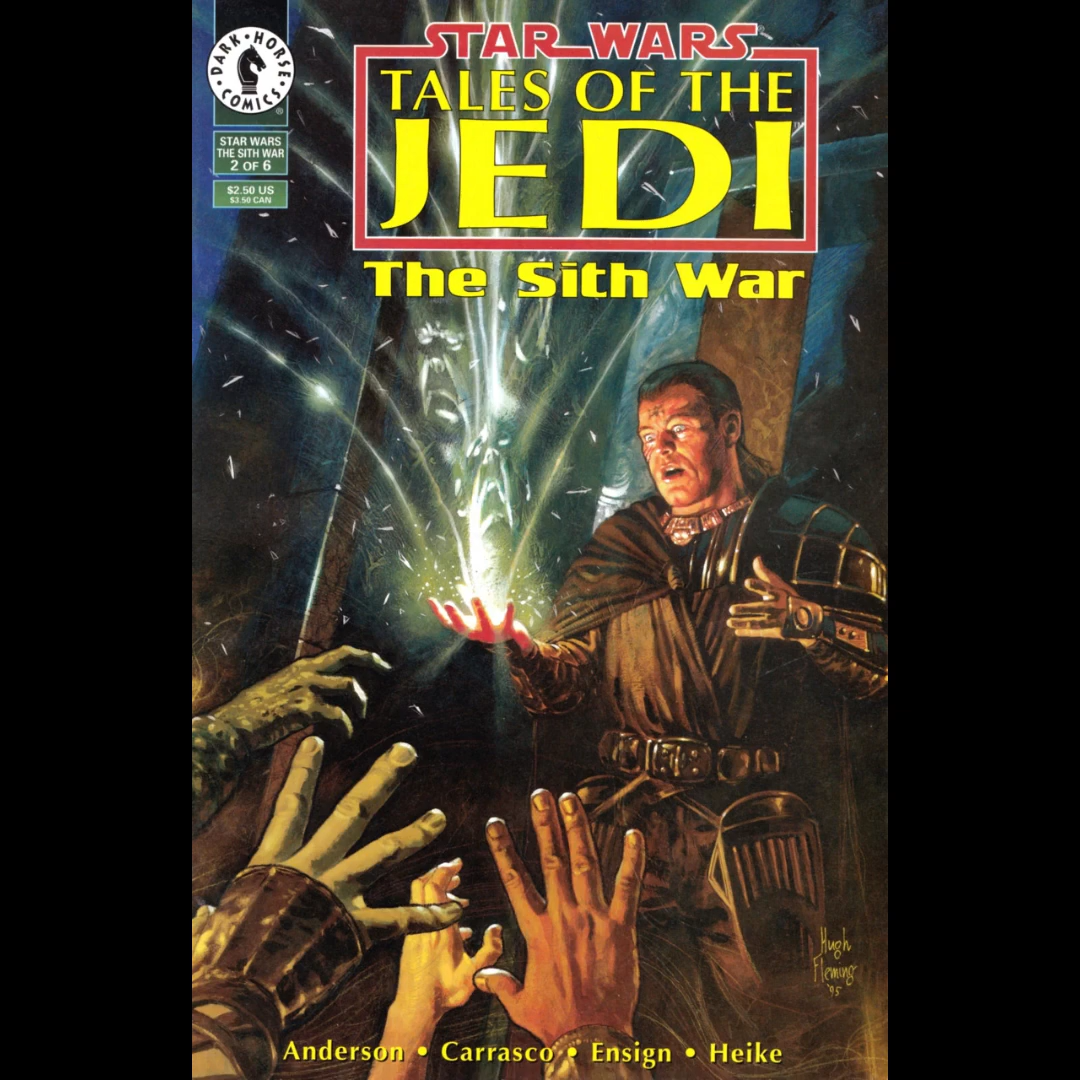 DARK • HORSE
• COMICS •
®
STAR WARS
THE SITH WAR
2 OF 6
$2.50 US
$3.50 CAN
STAR WARS
TALES OF THE
JEDI
The Sith War
Hugh
Fleming
'95
Anderson • Carrasco • Ensign • Heike